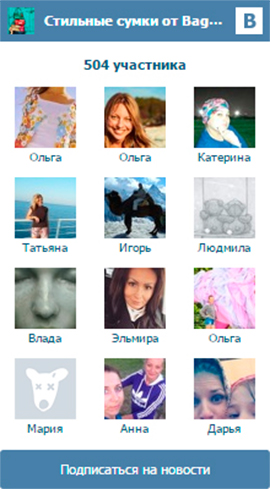 Стильные сумки от Bag... B
504 участника
Ольга Ольга Катерина
Татьяна Игорь Людмила
Влада Эльмира Ольга
Мария Анна Дарья
Подписаться на новости